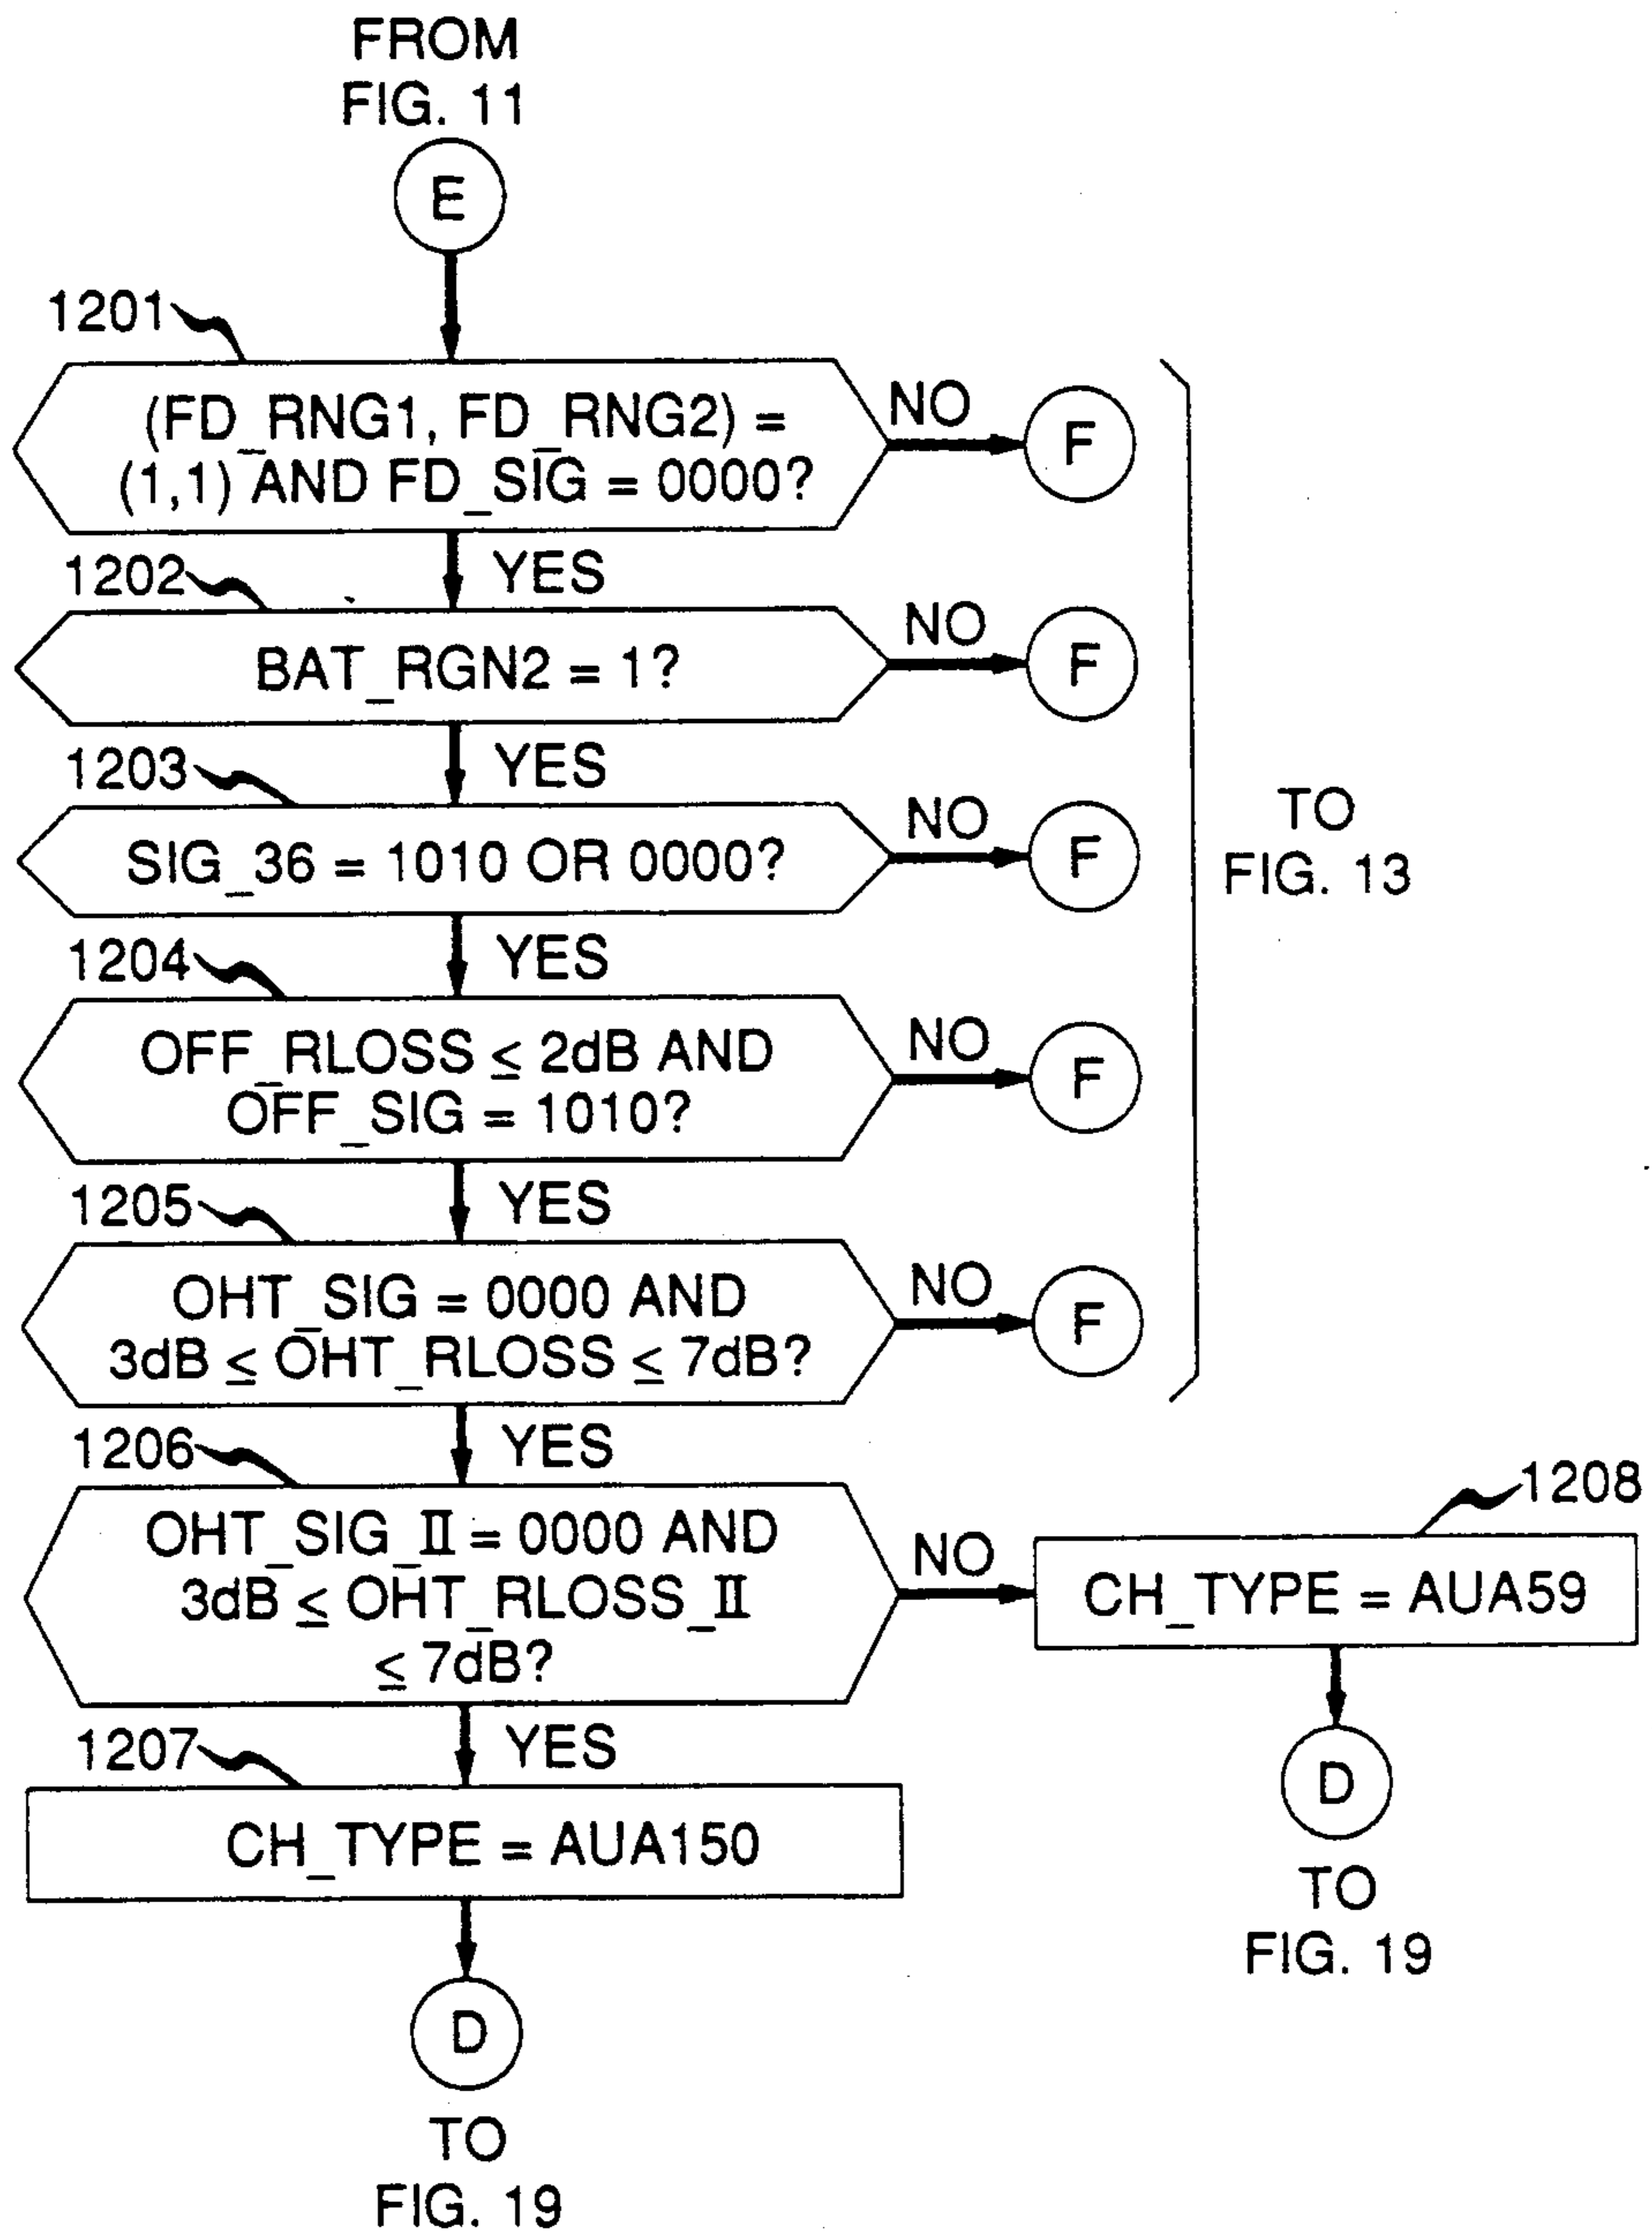 FROM
FIG. 11
E
1201
(FD_RNG1, FD_RNG2) =
(1,1) AND FD_SIG = 0000?
NO
F
YES
1202
BAT_RGN2 = 1?
NO
F
YES
1203
SIG_36 = 1010 OR 0000?
NO
F
YES
TO
FIG. 13
1204
OFF_RLOSS ≤ 2dB AND
OFF_SIG = 1010?
NO
F
YES
1205
OHT_SIG = 0000 AND
3dB ≤ OHT_RLOSS ≤ 7dB?
NO
F
YES
1206
OHT_SIG_II = 0000 AND
3dB ≤ OHT_RLOSS_II
≤ 7dB?
NO
1208
CH_TYPE = AUA59
D
TO
FIG. 19
YES
1207
CH_TYPE = AUA150
D
TO
FIG. 19